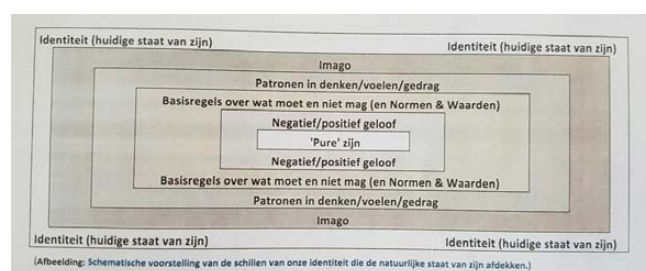 Identiteit (huidige staat van zijn) Identiteit (huidige staat van zijn)
Imago
Patronen in denken/voelen/gedrag
Basisregels over wat moet en niet mag (en Normen & Waarden)
Negatief/positief geloof
'Pure' zijn
Negatief/positief geloof
Basisregels over wat moet en niet mag (en Normen & Waarden)
Patronen in denken/voelen/gedrag
Imago
Identiteit (huidige staat van zijn) Identiteit (huidige staat van zijn)
(Afbeelding: Schematische voorstelling van de schillen van onze identiteit die de natuurlijke staat van zijn afdekken.)